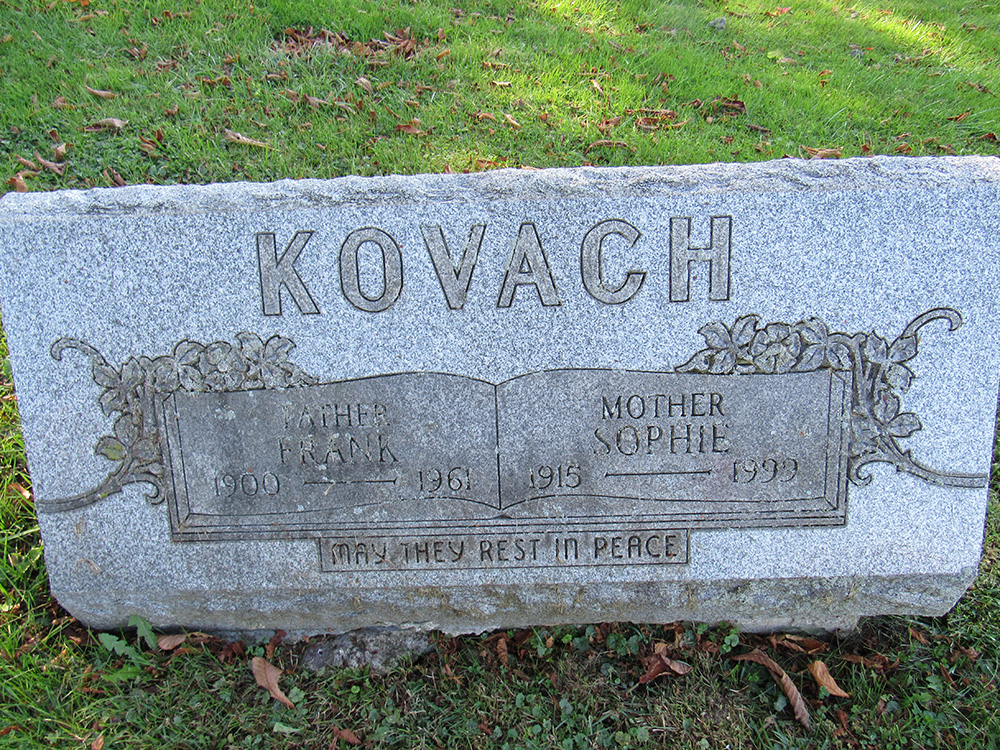 KOVACH
FATHER
FRANK
1900 — 1961
MOTHER
SOPHIE
1915 — 1999
MAY THEY REST IN PEACE